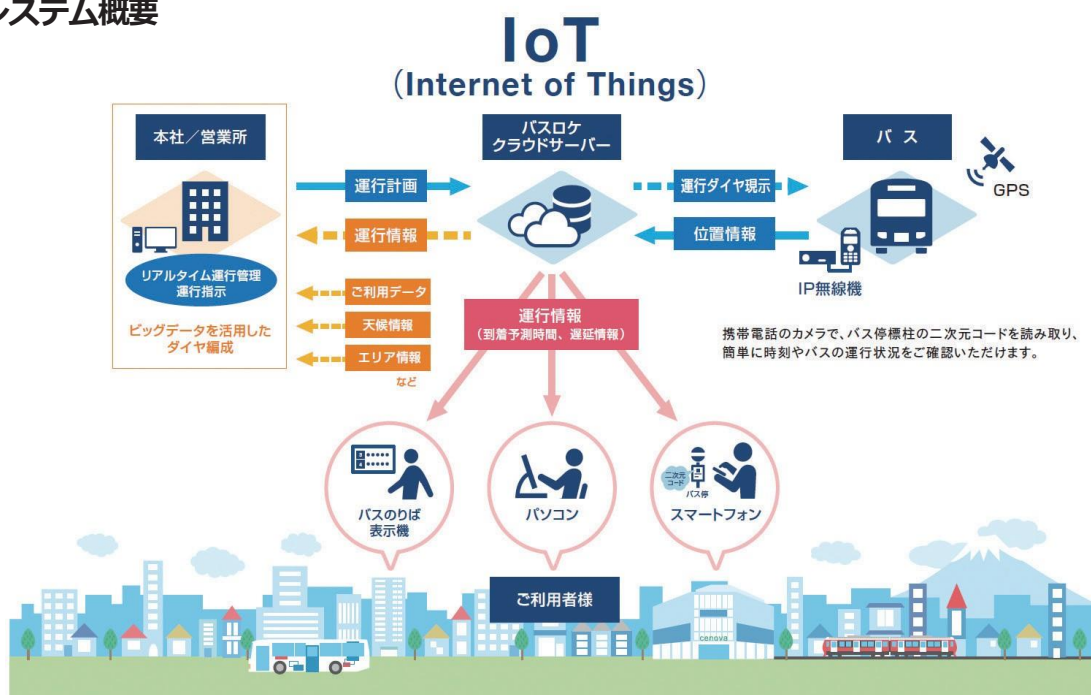 システム概要
IoT
(Internet of Things)
本社／営業所
リアルタイム運行管理
運行指示
ビッグデータを活用した
ダイヤ編成
運行計画
運行情報
ご利用データ
天候情報
エリア情報
など
バスロケ
クラウドサーバー
運行ダイヤ現示
位置情報
バス
GPS
IP無線機
運行情報
（到着予測時間、遅延情報）
携帯電話のカメラで、バス停標柱の二次元コードを読み取り、
簡単に時刻やバスの運行状況をご確認いただけます。
バスのりば
表示機
パソコン
二次元
コード
バス停
スマートフォン
ご利用者様
cenova